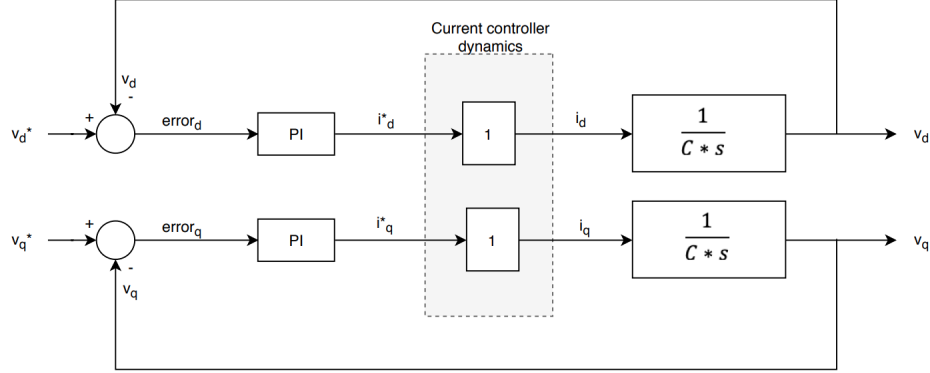 Current controller
dynamics
v_d
-
+
v_d*
error_d
PI
i*_d
1
i_d
1
C * s
v_d
+
v_q*
error_q
PI
i*_q
1
i_q
1
C * s
v_q
-
v_q